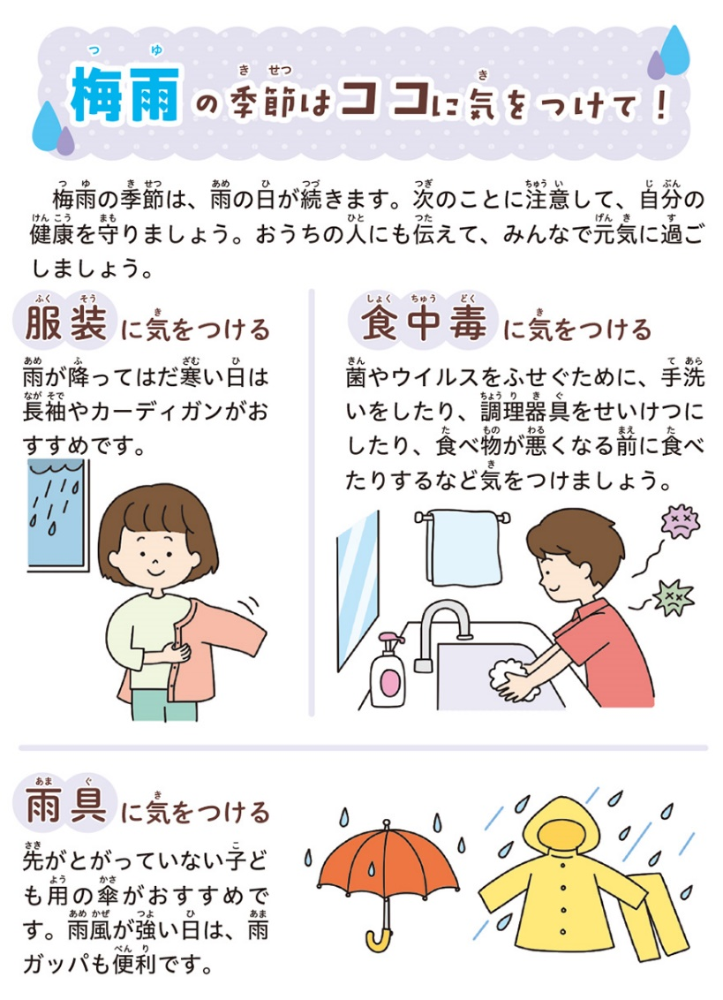 梅雨の季節はココに気をつけて！
梅雨の季節は、雨の日が続きます。次のことに注意して、自分の
健康を守りましょう。おうちの人にも伝えて、みんなで元気に過ご
しましょう。
服装に気をつける
雨が降ってはだ寒い日は
長袖やカーディガンがお
すすめです。
食中毒に気をつける
菌やウイルスをふせぐために、手洗
いをしたり、調理器具をせいけつに
したり、食べ物が悪くなる前に食べ
たりするなど気をつけましょう。
雨具に気をつける
先がとがっていない子ど
も用の傘がおすすめで
す。雨風が強い日は、雨
ガッパも便利です。